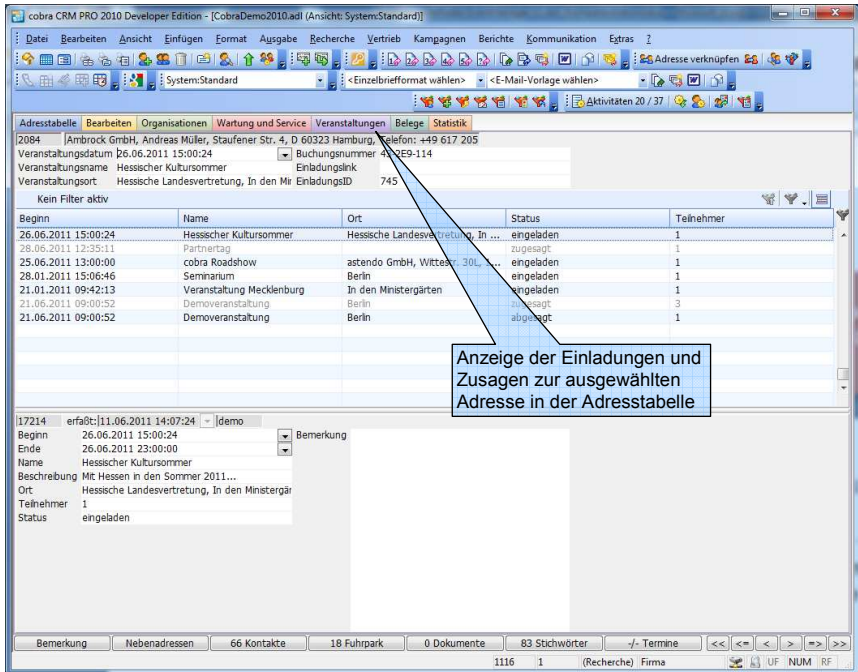 cobra CRM PRO 2010 Developer Edition - [CobraDemo2010.adl (Ansicht: System:Standard)]
Datei Bearbeiten Ansicht Einfügen Format Ausgabe Recherche Vertrieb Kampagnen Berichte Kommunikation Extras ?
Adresse verknüpfen
System:Standard <Einzelbriefformat wählen> <E-Mail-Vorlage wählen>
Aktivitäten 20 / 37
Adresstabelle Bearbeiten Organisationen Wartung und Service Veranstaltungen Belege Statistik
2084 Ambrock GmbH, Andreas Müller, Staufener Str. 4, D 60323 Hamburg, Telefon: +49 617 205
Veranstaltungsdatum 26.06.2011 15:00:24 Buchungsnummer
Veranstaltungsname Hessischer Kultursommer Einladungslink
Veranstaltungsort Hessische Landesvertretung, In den Mir EinladungsID 745
Kein Filter aktiv
Beginn Name Ort Status Teilnehmer
26.06.2011 15:00:24 Hessischer Kultursommer Hessische Landesvertretung, In ... eingeladen 1
28.06.2011 12:35:11 Partnertag zugesagt 1
25.06.2011 13:00:00 cobra Roadshow astendo GmbH, Wittestr. 30L, 1... eingeladen 1
28.01.2011 15:06:46 Seminarium Berlin eingeladen 1
21.01.2011 09:42:13 Veranstaltung Mecklenburg In den Ministergärten eingeladen 1
21.06.2011 09:00:52 Demoveranstaltung Berlin zugesagt 3
21.06.2011 09:00:52 Demoveranstaltung Berlin abgesagt 1
Anzeige der Einladungen und
Zusagen zur ausgewählten
Adresse in der Adresstabelle
17214 erfaßt: 11.06.2011 14:07:24 demo
Beginn 26.06.2011 15:00:24 Bemerkung
Ende 26.06.2011 23:00:00
Name Hessischer Kultursommer
Beschreibung Mit Hessen in den Sommer 2011...
Ort Hessische Landesvertretung, In den Ministergär
Teilnehmer 1
Status eingeladen
Bemerkung Nebenadressen 66 Kontakte 18 Fuhrpark 0 Dokumente 83 Stichwörter -/- Termine << <= < > => >>
1116 1 (Recherche) Firma UF NUM RF